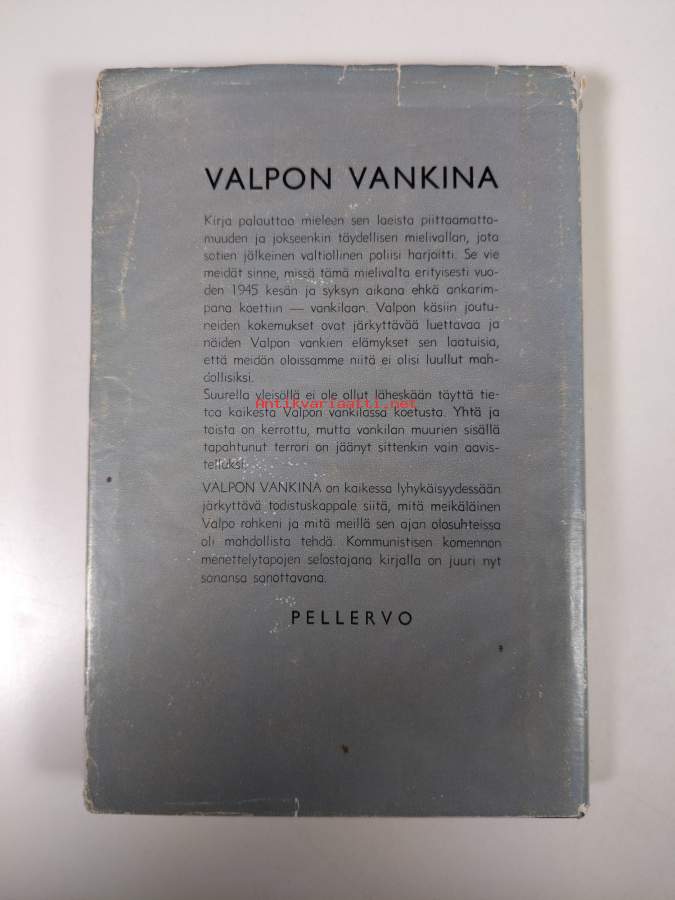 VALPON VANKINA
Kirja palauttaa mieleen sen laeista piittaamatto-
muuden ja jokseenkin täydellisen mielivallan, jota
sotien jälkeinen valtiollinen poliisi harjoitti. Se vie
meidät sinne, missä tämä mielivalta erityisesti vuo-
den 1945 kesän ja syksyn aikana ehkä ankarim-
pana koettiin — vankilaan. Valpon käsiin joutu-
neiden kokemukset ovat järkyttävää luettavaa ja
näiden Valpon vankien elämykset sen laatuisia,
että meidän oloissamme niitä ei olisi luullut mah-
dollisiksi.
Suurella yleisöllä ei ole ollut läheskään täyttä tie-
Antikvariaatti.net
toa kaikesta Valpon vankilassa koetusta. Yhtä ja
toista on kerrottu, mutta vankilan muurien sisällä
tapahtunut terrori on jäänyt sittenkin vain aavis-
telluksi.
VALPON VANKINA on kaikessa lyhykäisyydessään
järkyttävä todistuskappale siitä, mitä meikäläinen
Valpo rohkeni ja mitä meillä sen ajan olosuhteissa
oli mahdollista tehdä. Kommunistisen komennon
menettelytapojen selostajana kirjalla on juuri nyt
sanansa sanottavana.
PELLERVO